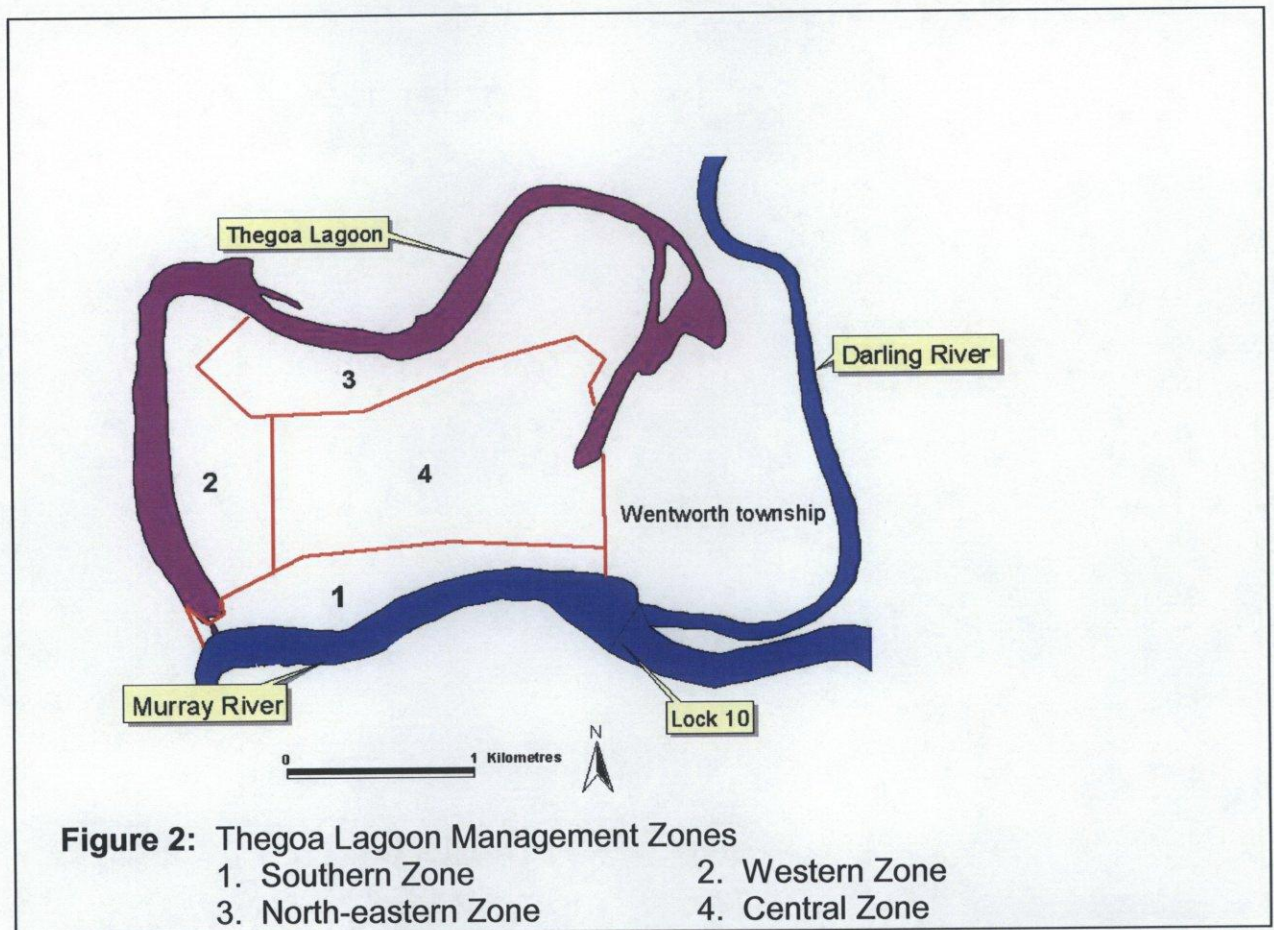 Thegoa Lagoon
Darling River
3
2
4
Wentworth township
1
Murray River
Lock 10
N
0 1 Kilometres
Figure 2: Thegoa Lagoon Management Zones
1. Southern Zone 2. Western Zone
3. North-eastern Zone 4. Central Zone